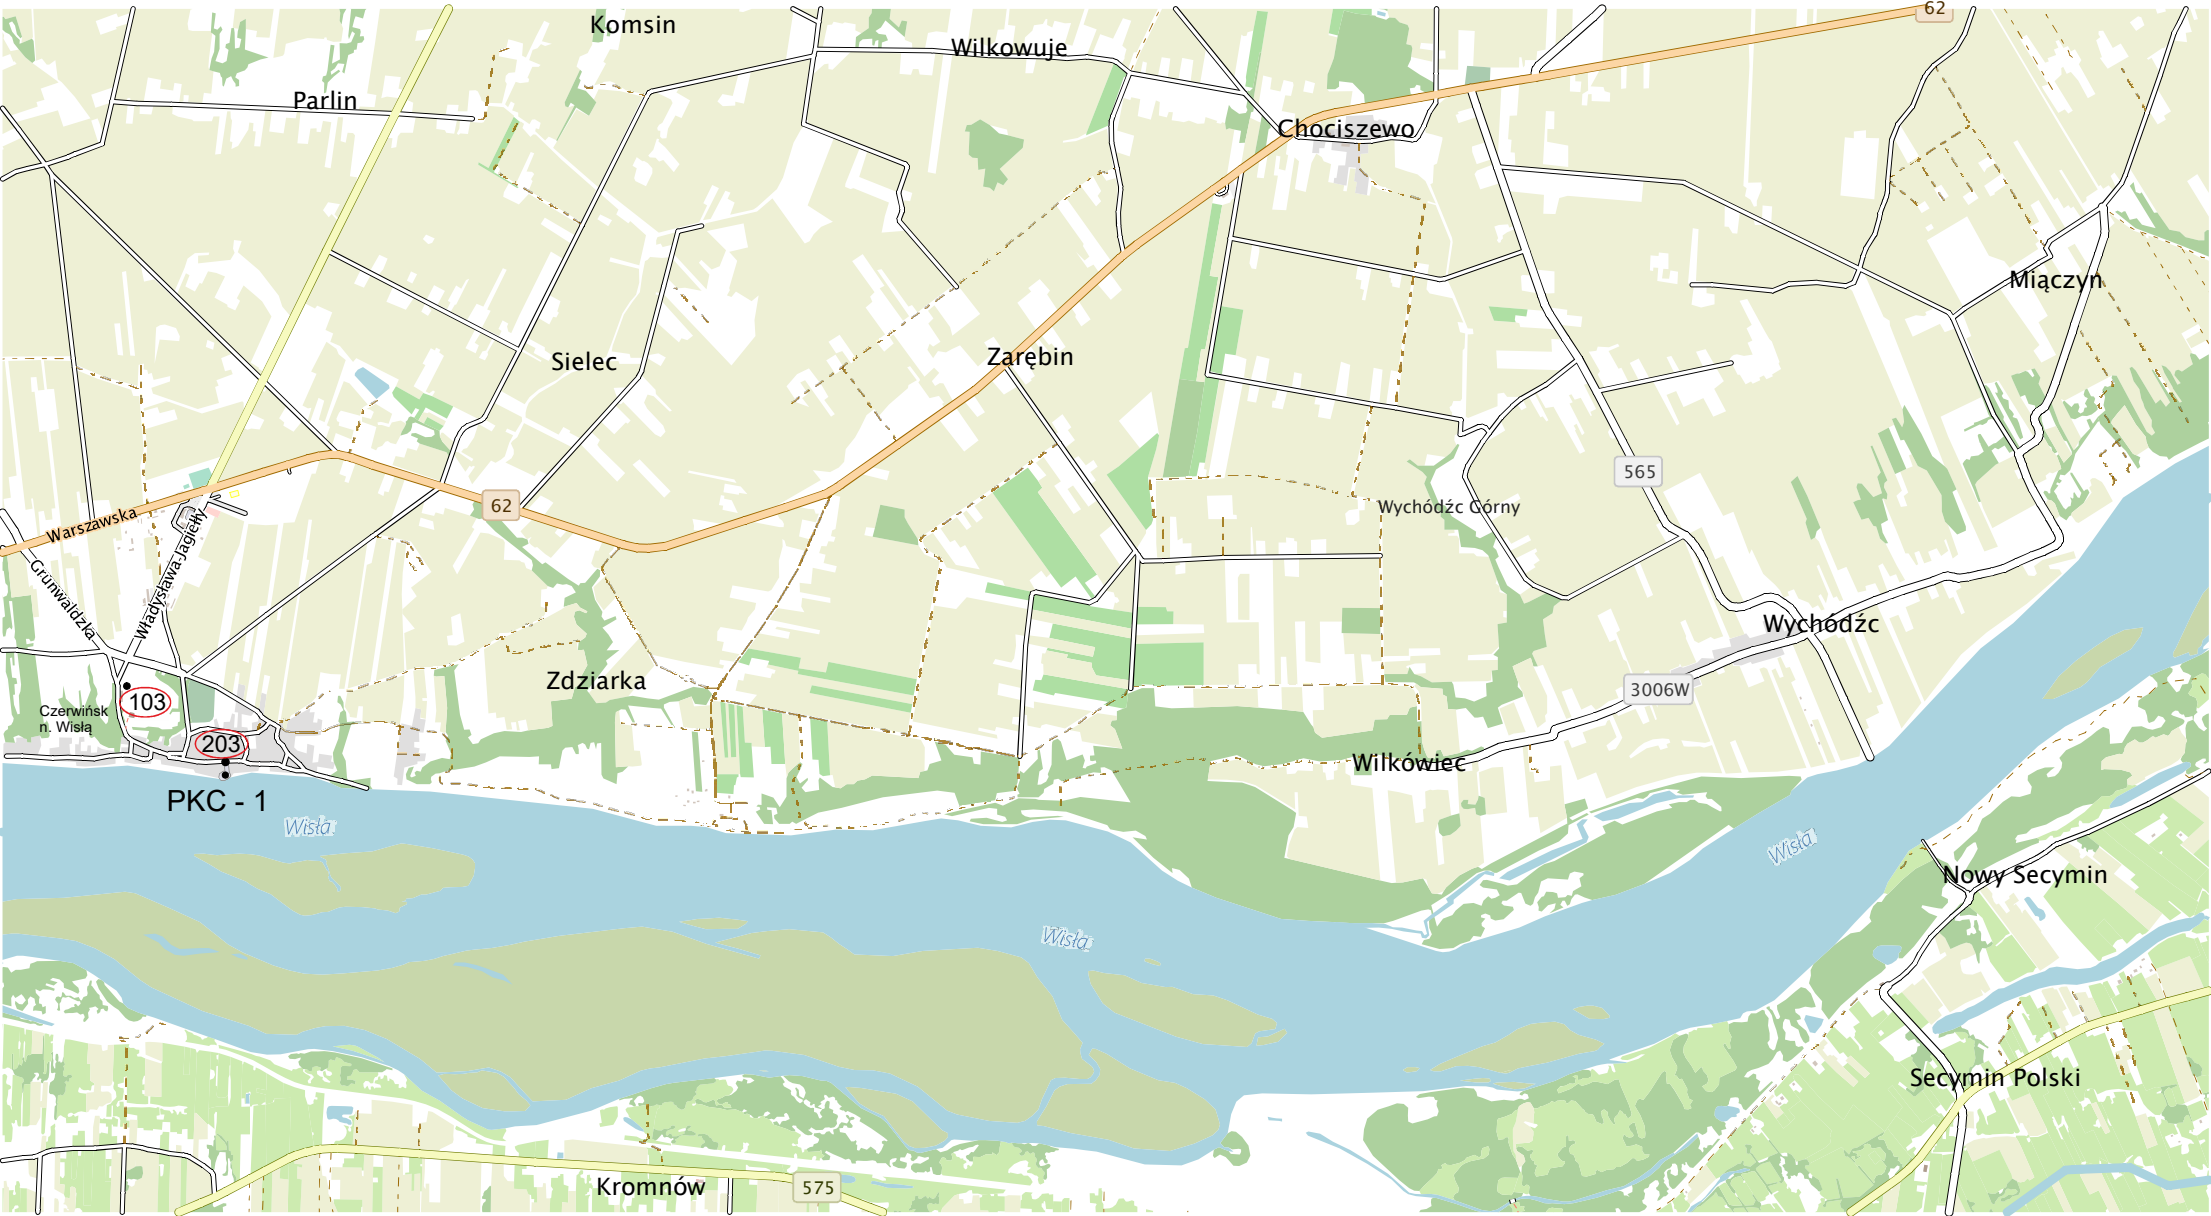 62
Komsin
Wilkowuje
Parlin
Chociszewo
Miączyn
Zarębin
Sielec
565
62
Wychódźc Górny
Warszawska
Władysława Jagiełły
Grunwaldzka
Wychódźc
Zdziarka
3006W
103
Czerwińsk
n. Wisłą
203
Wilkówiec
PKC - 1
Wisła
Wisła
Nowy Secymin
Wisła
Secymin Polski
Kromnów
575